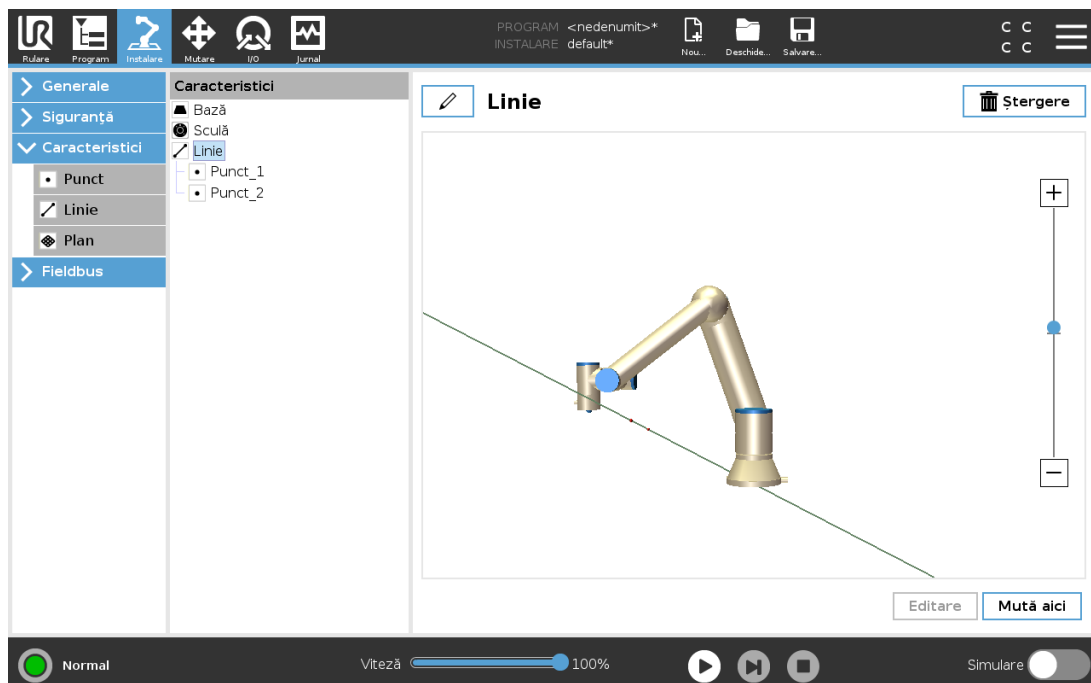 UR
PROGRAM <nedenumit>*
INSTALARE default*
C C
C C
Rulare Program Instalare Mutare I/O Jurnal
Nou... Deschide... Salvare...
Generale
Siguranță
Caracteristici
Punct
Linie
Plan
Fieldbus
Caracteristici
Bază
Sculă
Linie
Punct_1
Punct_2
Linie
Ștergere
Editare
Mută aici
Normal
Viteză
100%
Simulare